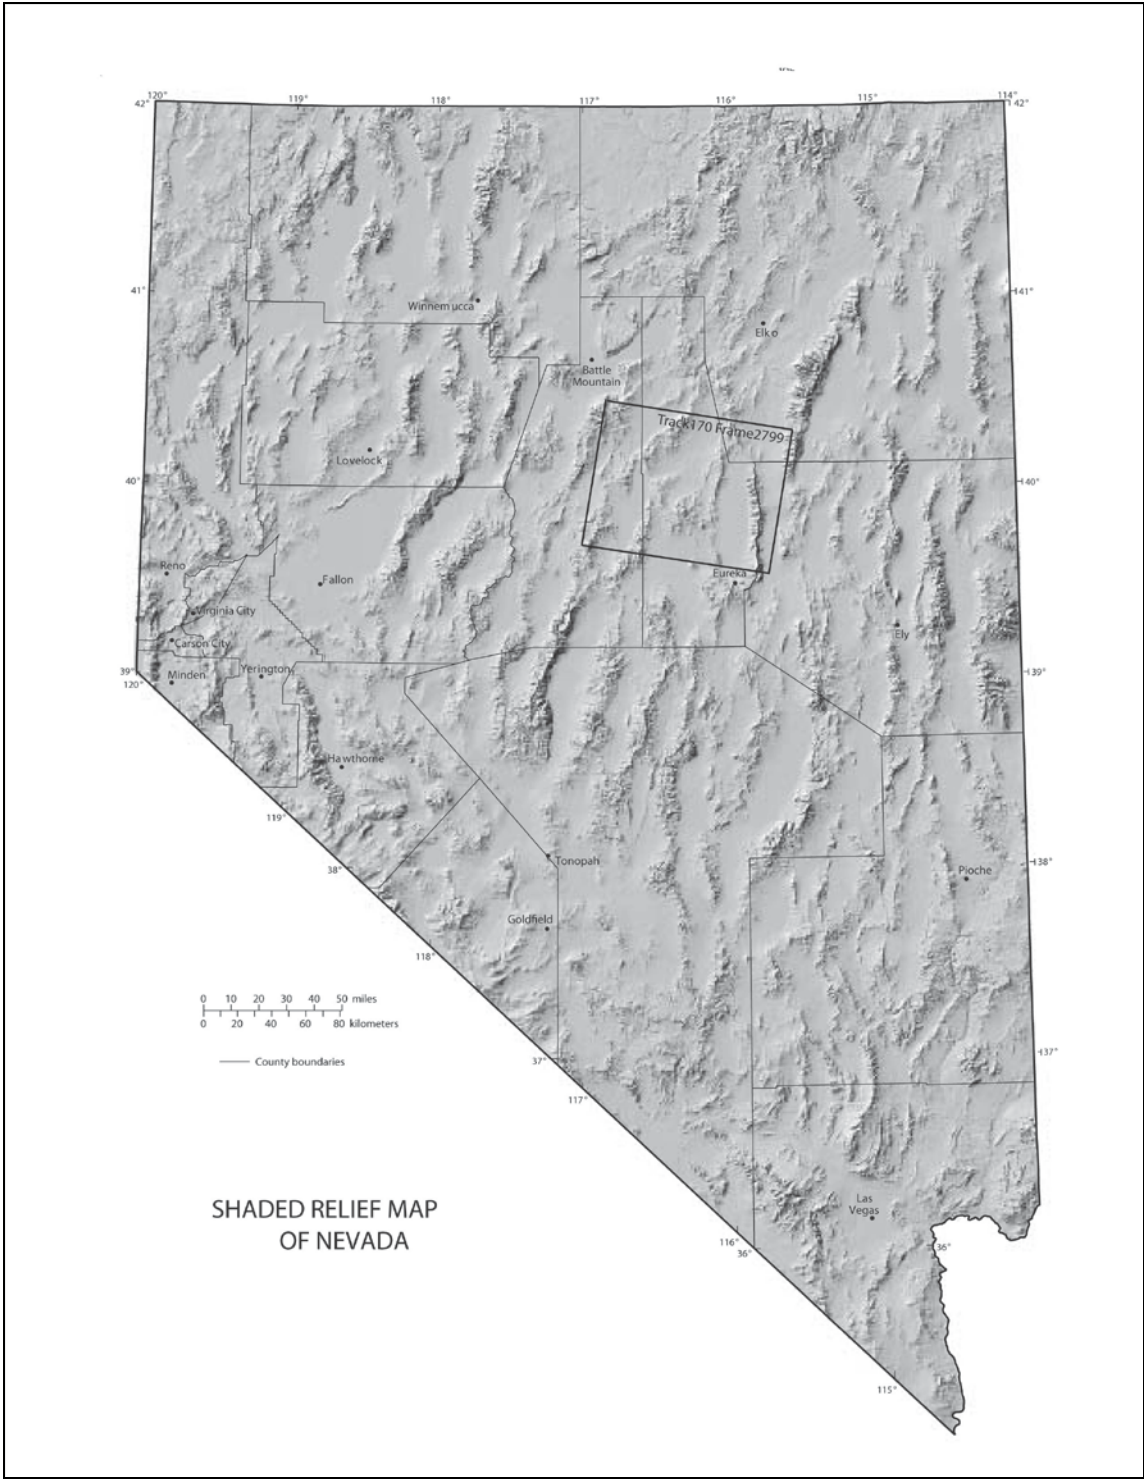 120°
119°
118°
117°
116°
115°
114°
42°
42°
41°
41°
Winnemucca
Elko
Battle
Mountain
Track170 Frame2799
Lovelock
40°
40°
Reno
Fallon
Eureka
Virginia City
Ely
Carson City
39°
Minden
Yerington
39°
120°
Hawthorne
119°
Tonopah
38°
38°
Pioche
Goldfield
118°
0 10 20 30 40 50 miles
0 20 40 60 80 kilometers
County boundaries
37°
37°
117°
SHADED RELIEF MAP
OF NEVADA
Las
Vegas
116°
36°
36°
115°